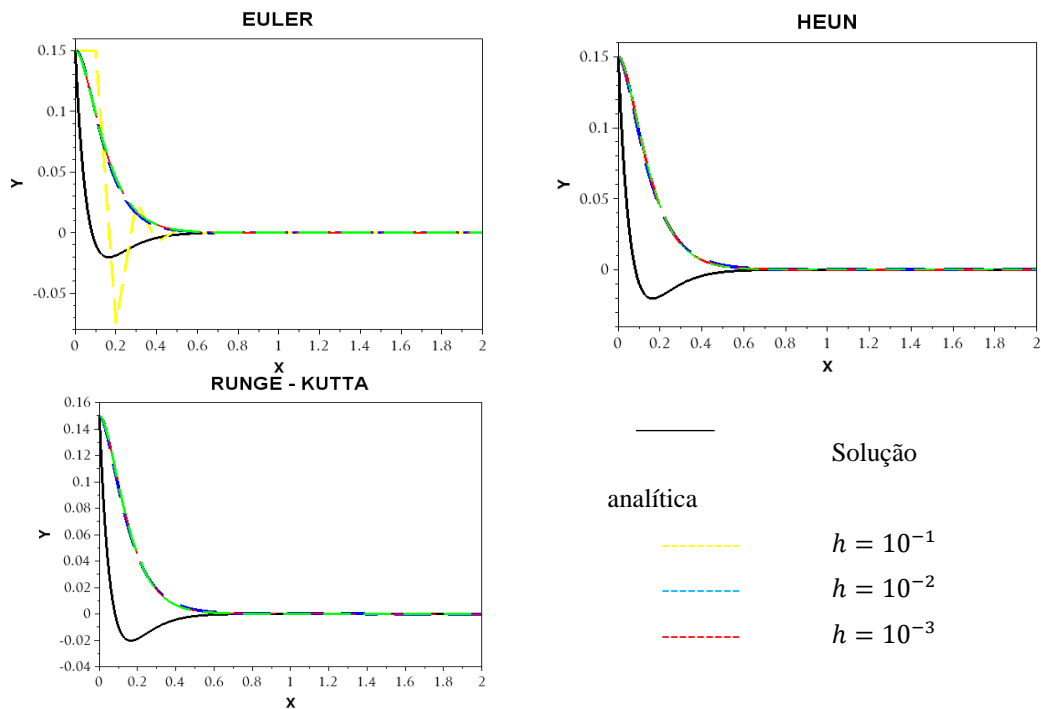 EULER
0.15
0.1
0.05
0
-0.05
Y
0 0.2 0.4 0.6 0.8 1 1.2 1.4 1.6 1.8 2
X
HEUN
0.15
0.1
0.05
0
Y
0 0.2 0.4 0.6 0.8 1 1.2 1.4 1.6 1.8 2
X
RUNGE - KUTTA
0.16
0.14
0.12
0.1
0.08
0.06
0.04
0.02
0
-0.02
-0.04
Y
0 0.2 0.4 0.6 0.8 1 1.2 1.4 1.6 1.8 2
X
Solução
analítica
h = 10⁻¹
h = 10⁻²
h = 10⁻³